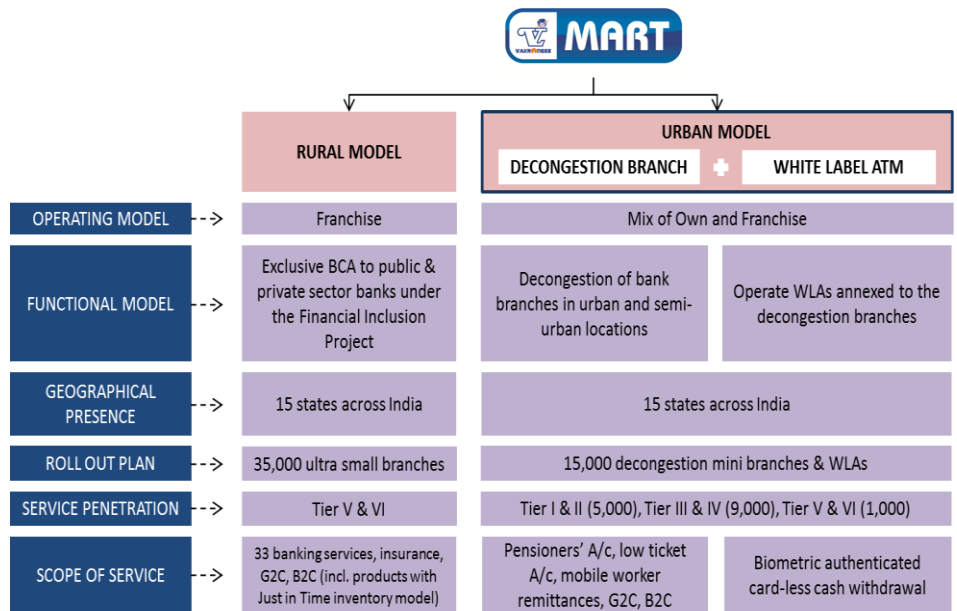 VAKRANGEE
MART
RURAL MODEL
URBAN MODEL
DECONGESTION BRANCH
WHITE LABEL ATM
OPERATING MODEL
Franchise
Mix of Own and Franchise
FUNCTIONAL MODEL
Exclusive BCA to public &
private sector banks under
the Financial Inclusion
Project
Decongestion of bank
branches in urban and semi-
urban locations
Operate WLAs annexed to the
decongestion branches
GEOGRAPHICAL
PRESENCE
15 states across India
15 states across India
ROLL OUT PLAN
35,000 ultra small branches
15,000 decongestion mini branches & WLAs
SERVICE PENETRATION
Tier V & VI
Tier I & II (5,000), Tier III & IV (9,000), Tier V & VI (1,000)
SCOPE OF SERVICE
33 banking services, insurance,
G2C, B2C (incl. products with
Just in Time inventory model)
Pensioners' A/c, low ticket
A/c, mobile worker
remittances, G2C, B2C
Biometric authenticated
card-less cash withdrawal